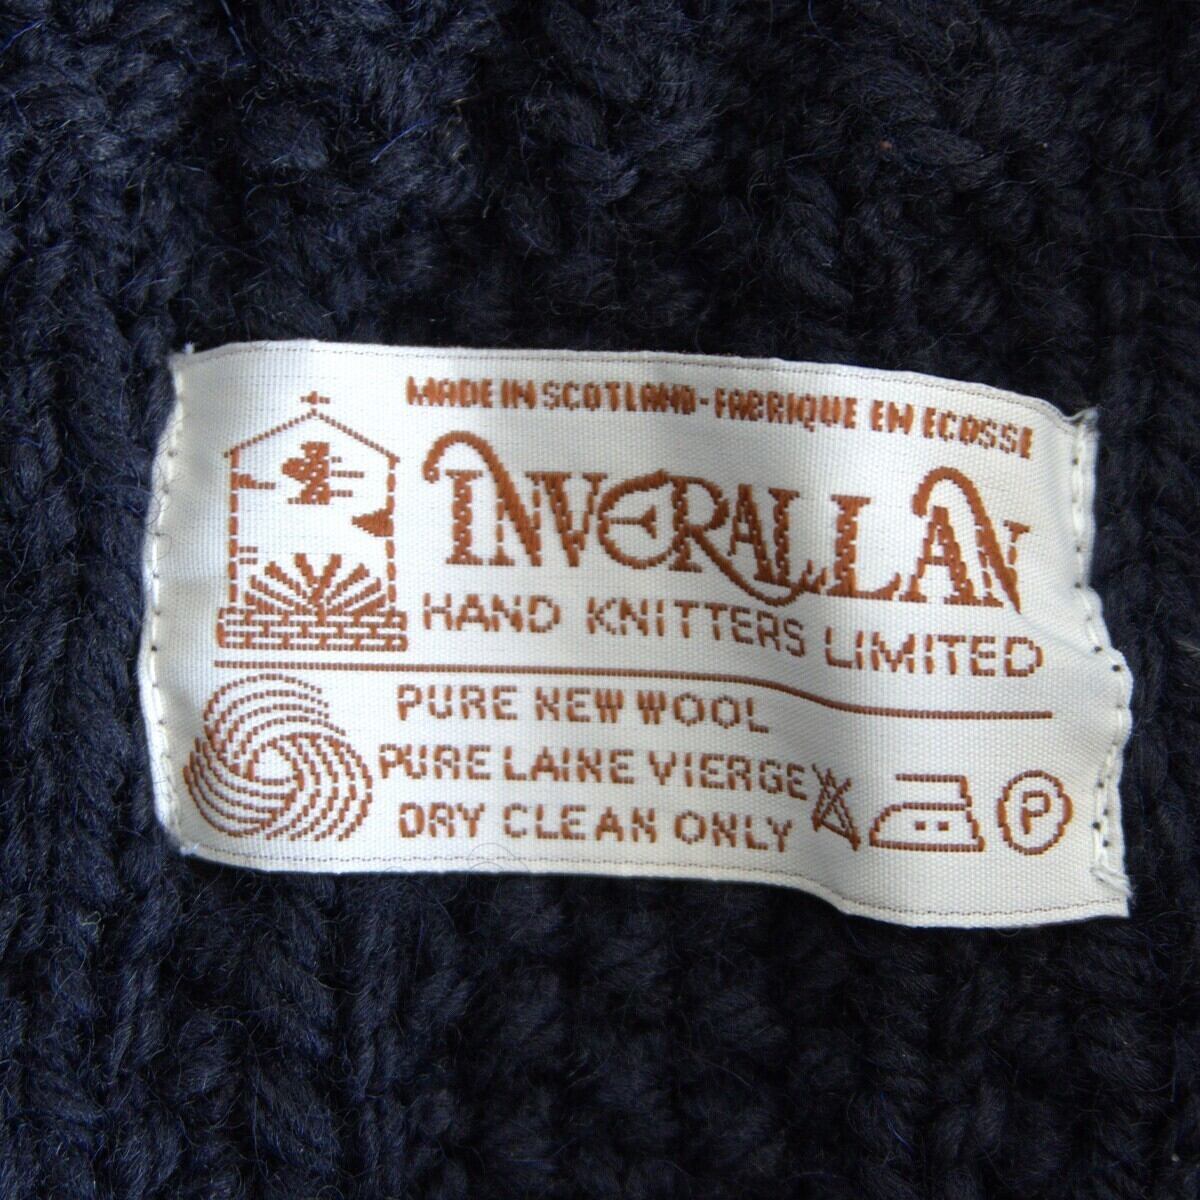 MADE IN SCOTLAND - FABRIQUE EN ECOSSE
INVERALLAN
HAND KNITTERS LIMITED
PURE NEW WOOL
PURE LAINE VIERGE
DRY CLEAN ONLY
P